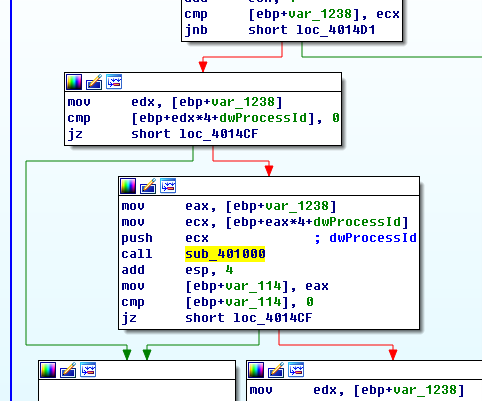 cmp [ebp+var_1238], ecx
jnb short loc_4014D1
mov edx, [ebp+var_1238]
cmp [ebp+edx*4+dwProcessId], 0
jz short loc_4014CF
mov eax, [ebp+var_1238]
mov ecx, [ebp+eax*4+dwProcessId]
push ecx ; dwProcessId
call sub_401000
add esp, 4
mov [ebp+var_114], eax
cmp [ebp+var_114], 0
jz short loc_4014CF
mov edx, [ebp+var_1238]